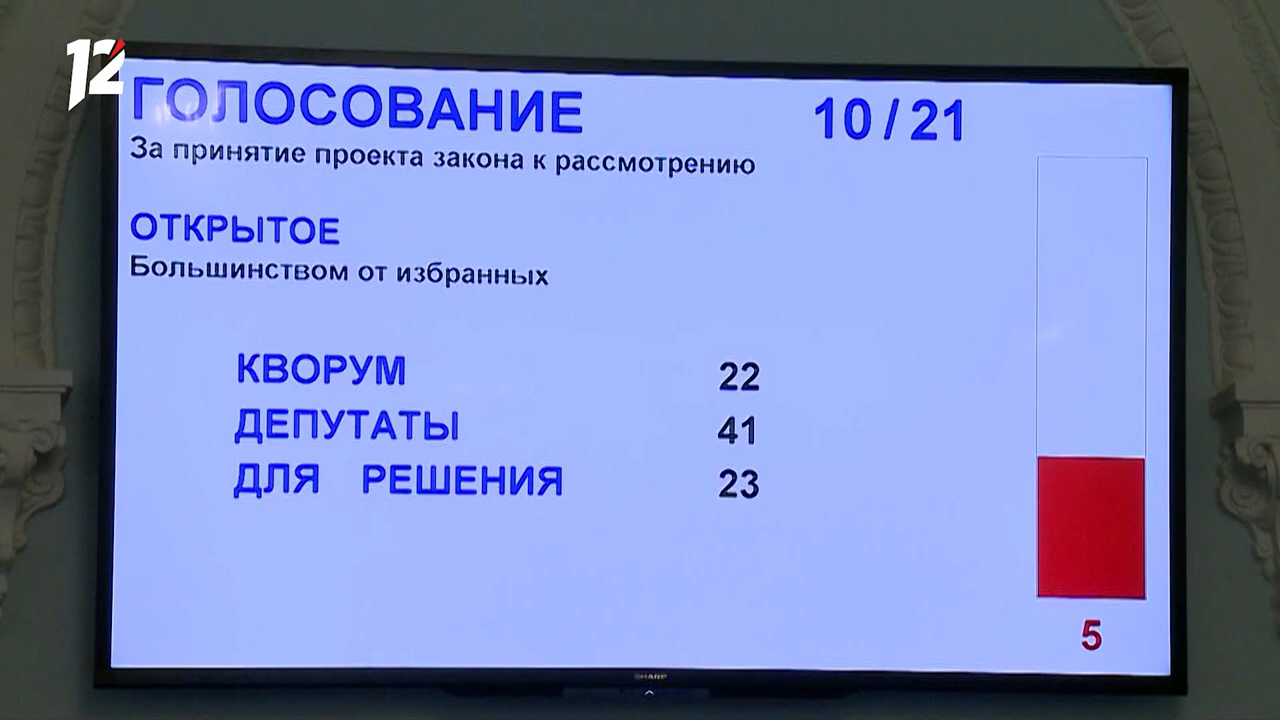 12
ГОЛОСОВАНИЕ 10/21
За принятие проекта закона к рассмотрению
ОТКРЫТОЕ
Большинством от избранных
КВОРУМ 22
ДЕПУТАТЫ 41
ДЛЯ РЕШЕНИЯ 23
5
SHARP